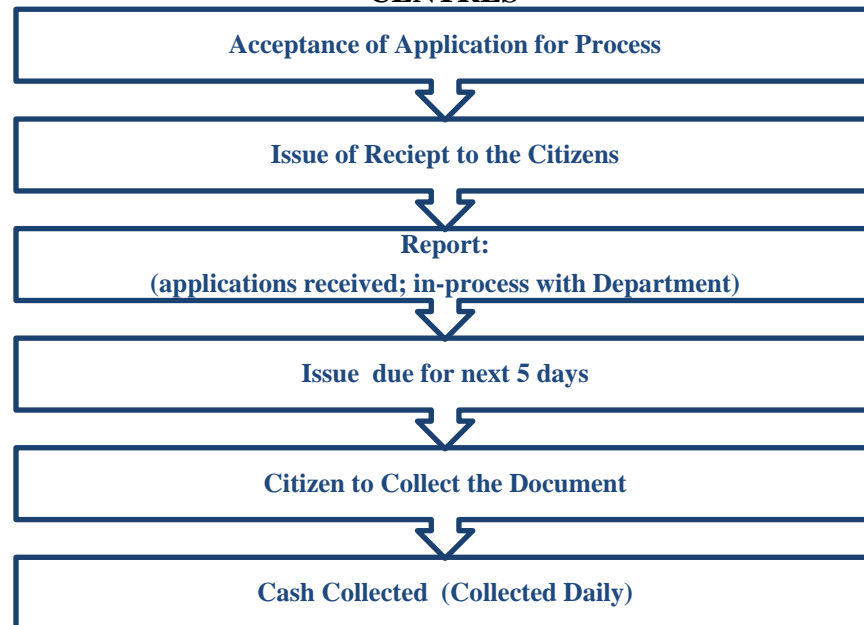 CENTRES
Acceptance of Application for Process
Issue of Reciept to the Citizens
Report:
(applications received; in-process with Department)
Issue due for next 5 days
Citizen to Collect the Document
Cash Collected (Collected Daily)